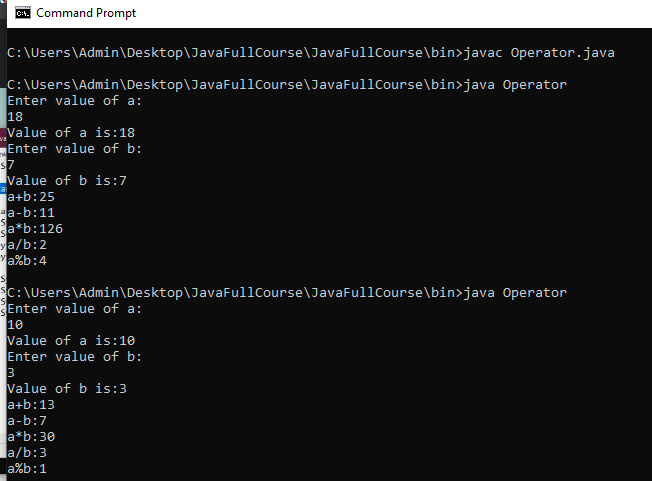 Command Prompt
C:\Users\Admin\Desktop\JavaFullCourse\JavaFullCourse\bin>javac Operator.java
C:\Users\Admin\Desktop\JavaFullCourse\JavaFullCourse\bin>java Operator
Enter value of a:
18
Value of a is:18
Enter value of b:
7
Value of b is:7
a+b:25
a-b:11
a*b:126
a/b:2
a%b:4
C:\Users\Admin\Desktop\JavaFullCourse\JavaFullCourse\bin>java Operator
Enter value of a:
10
Value of a is:10
Enter value of b:
3
Value of b is:3
a+b:13
a-b:7
a*b:30
a/b:3
a%b:1